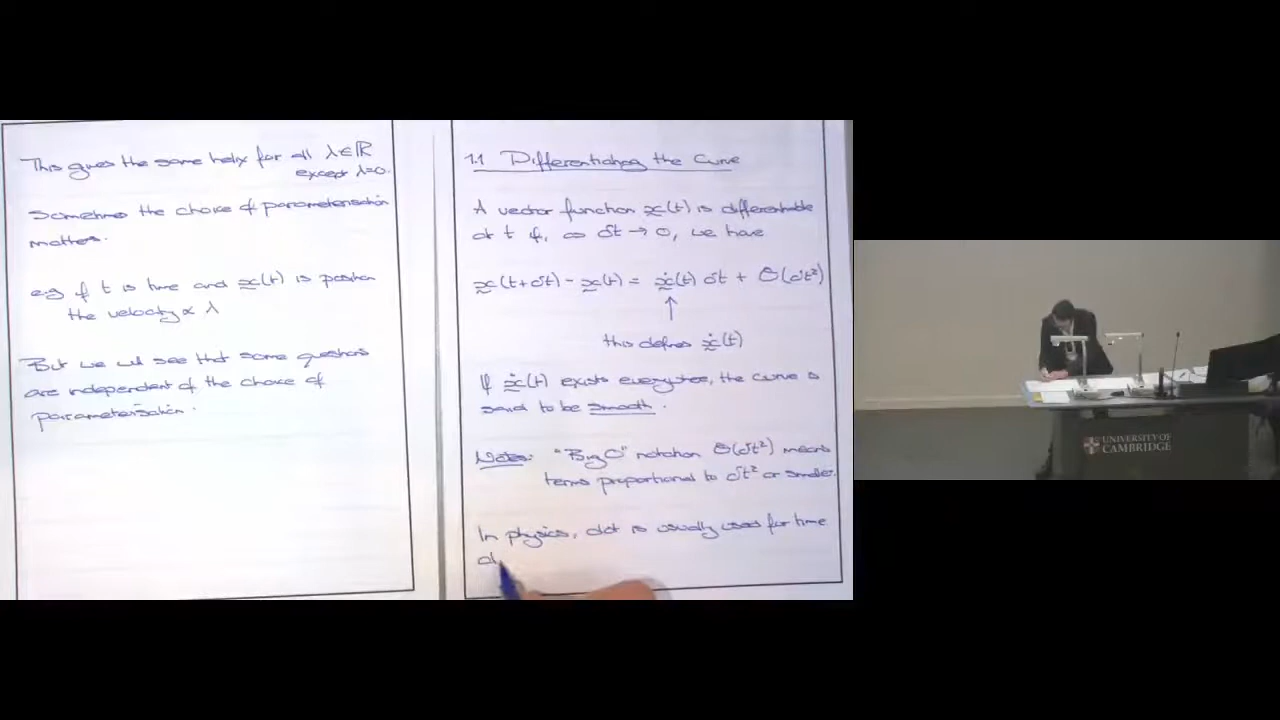 This gives the same helix for all λ∈ℝ
except λ=0.
Sometimes the choice of parameterisation
matters.
e.g. if t is time and x(t) is position
the velocity ∝ λ
But we will see that some questions
are independent of the choice of
parameterisation.
1.1 Differentiating the Curve
A vector function x(t) is differentiable
at t if, as δt → 0, we have
x(t+δt) - x(t) = ẋ(t) δt + O(δt²)
↑
this defines ẋ(t)
If ẋ(t) exists everywhere, the curve is
said to be smooth.
Notes: "Big O" notation O(δt²) means
terms proportional to δt² or smaller.
In physics, dot is usually used for time
d
UNIVERSITY OF
CAMBRIDGE